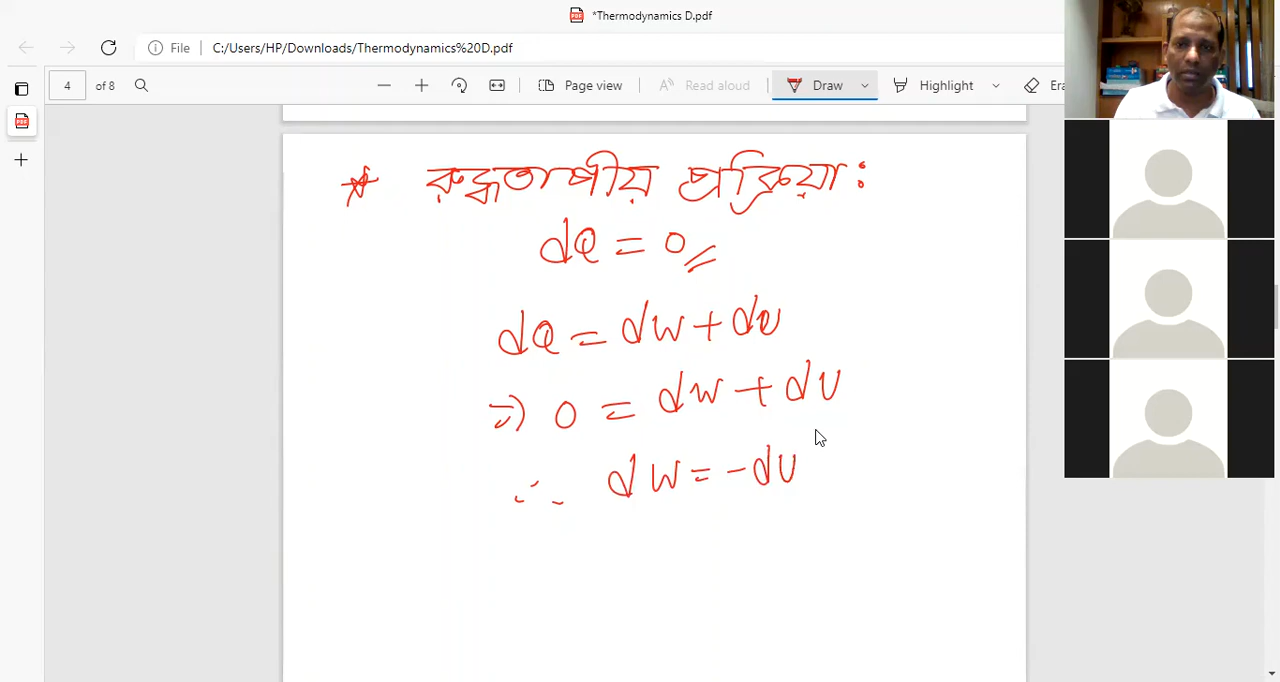 *Thermodynamics D.pdf
File C:/Users/HP/Downloads/Thermodynamics%20D.pdf
4 of 8 Page view Read aloud Draw Highlight Era
* রুদ্ধতাপীয় প্রক্রিয়া :
dQ = 0
dQ = dW + dU
⇒ 0 = dW + dU
∴ dW = -dU